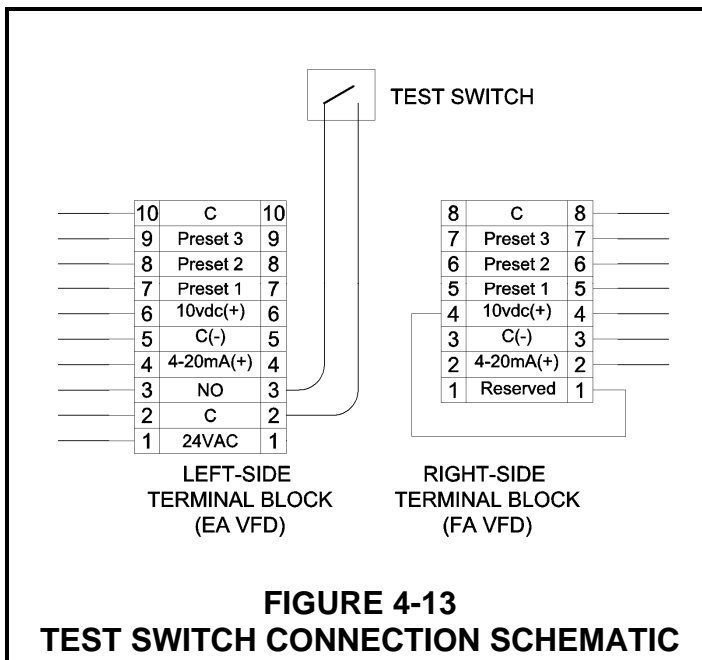 TEST SWITCH
10 C 10
9 Preset 3 9
8 Preset 2 8
7 Preset 1 7
6 10vdc(+) 6
5 C(-) 5
4 4-20mA(+) 4
3 NO 3
2 C 2
1 24VAC 1
LEFT-SIDE
TERMINAL BLOCK
(EA VFD)
8 C 8
7 Preset 3 7
6 Preset 2 6
5 Preset 1 5
4 10vdc(+) 4
3 C(-) 3
2 4-20mA(+) 2
1 Reserved 1
RIGHT-SIDE
TERMINAL BLOCK
(FA VFD)
FIGURE 4-13
TEST SWITCH CONNECTION SCHEMATIC